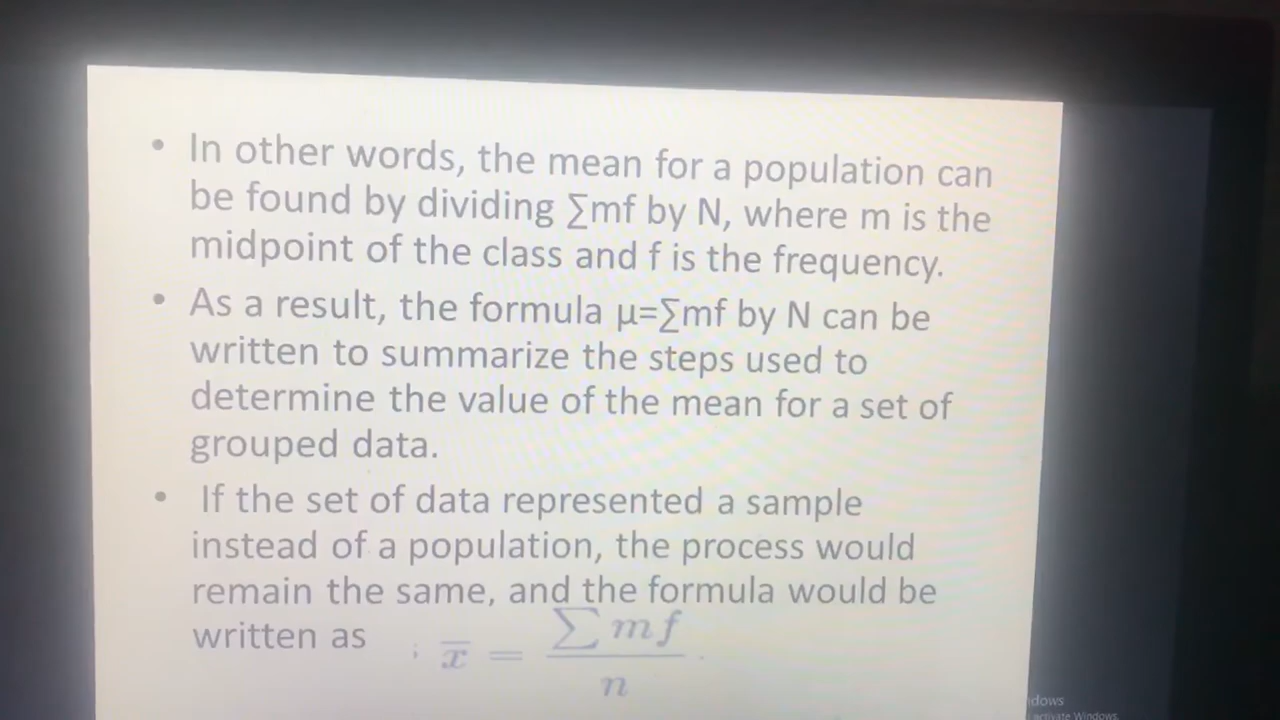 • In other words, the mean for a population can
be found by dividing ∑mf by N, where m is the
midpoint of the class and f is the frequency.
• As a result, the formula µ=∑mf by N can be
written to summarize the steps used to
determine the value of the mean for a set of
grouped data.
• If the set of data represented a sample
instead of a population, the process would
remain the same, and the formula would be
written as ; x̅ = ∑ m f / n .
dows
activate Windows